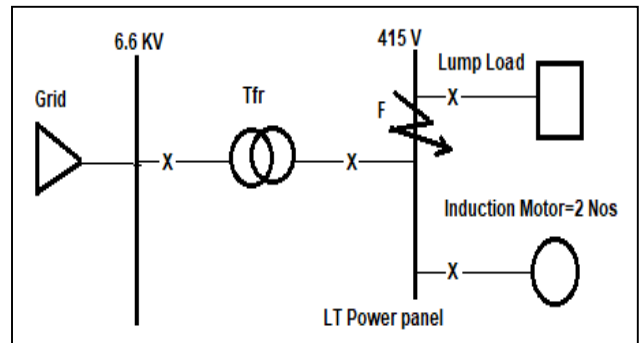 6.6 KV
415 V
Lump Load
Grid
Tfr
F
X
X
X
Induction Motor=2 Nos
X
LT Power panel